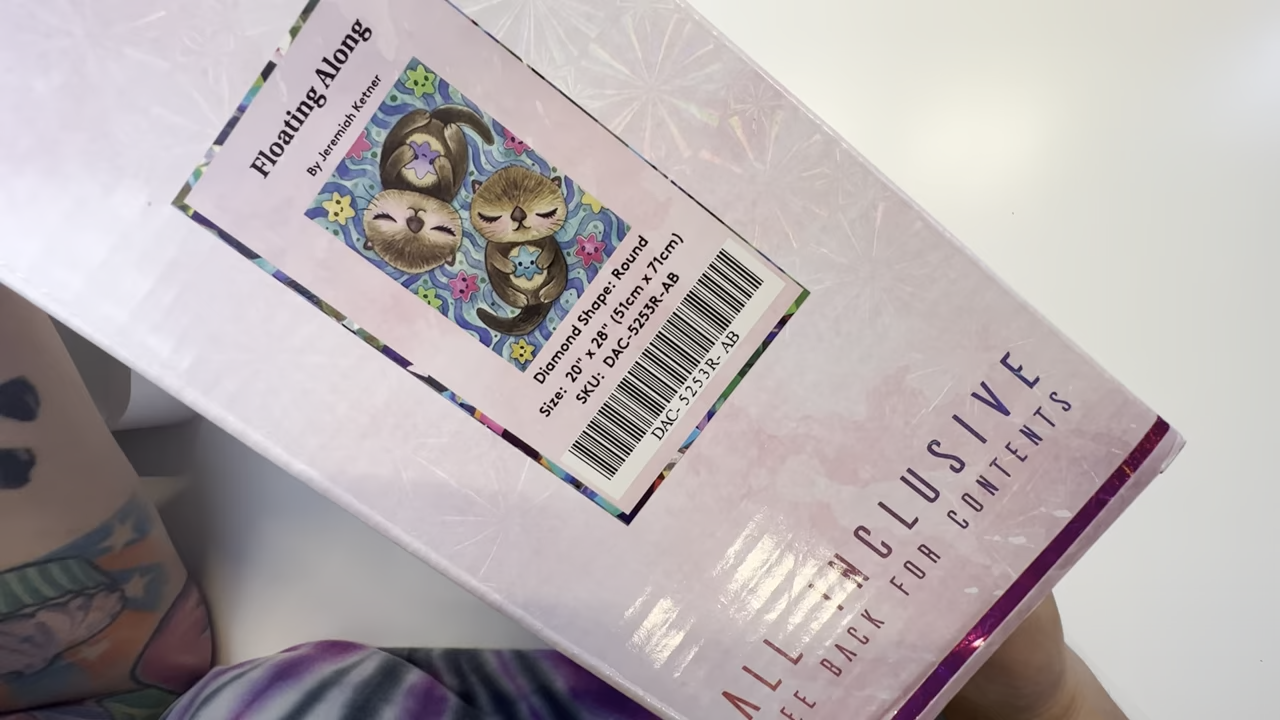 Floating Along
By Jeremiah Ketner
Diamond Shape: Round
Size: 20" x 28" (51cm x 71cm)
SKU: DAC-5253R-AB
DAC- 5253R- AB
ALL INCLUSIVE
BACK FOR CONTENTS